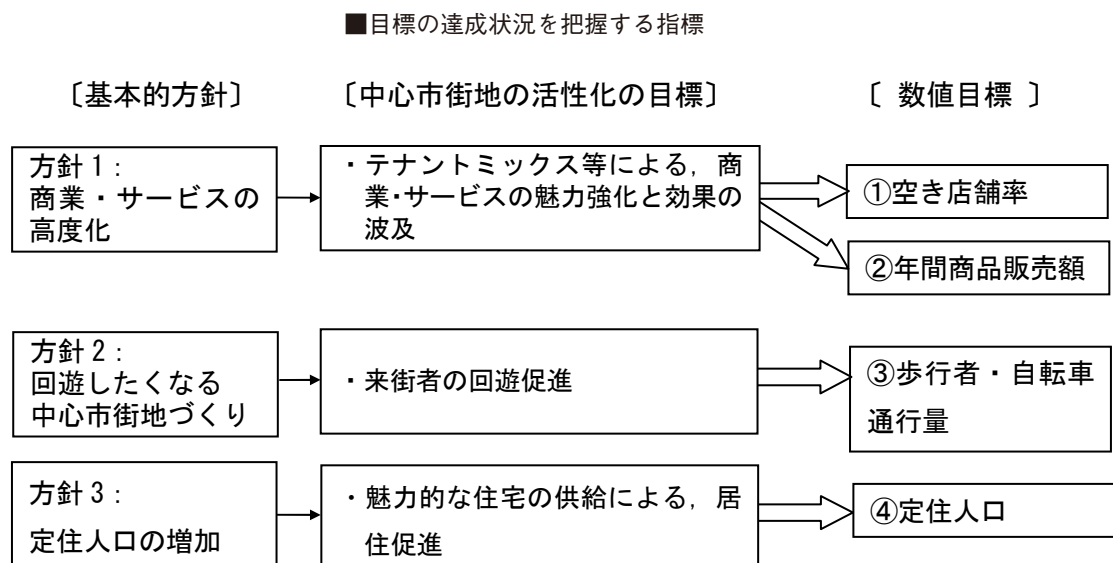 ■目標の達成状況を把握する指標
〔基本的方針〕
〔中心市街地の活性化の目標〕
〔 数値目標 〕
方針1：
商業・サービスの
高度化
・テナントミックス等による，商
業・サービスの魅力強化と効果の
波及
①空き店舗率
②年間商品販売額
方針2：
回遊したくなる
中心市街地づくり
・来街者の回遊促進
③歩行者・自転車
通行量
方針3：
定住人口の増加
・魅力的な住宅の供給による，居
住促進
④定住人口